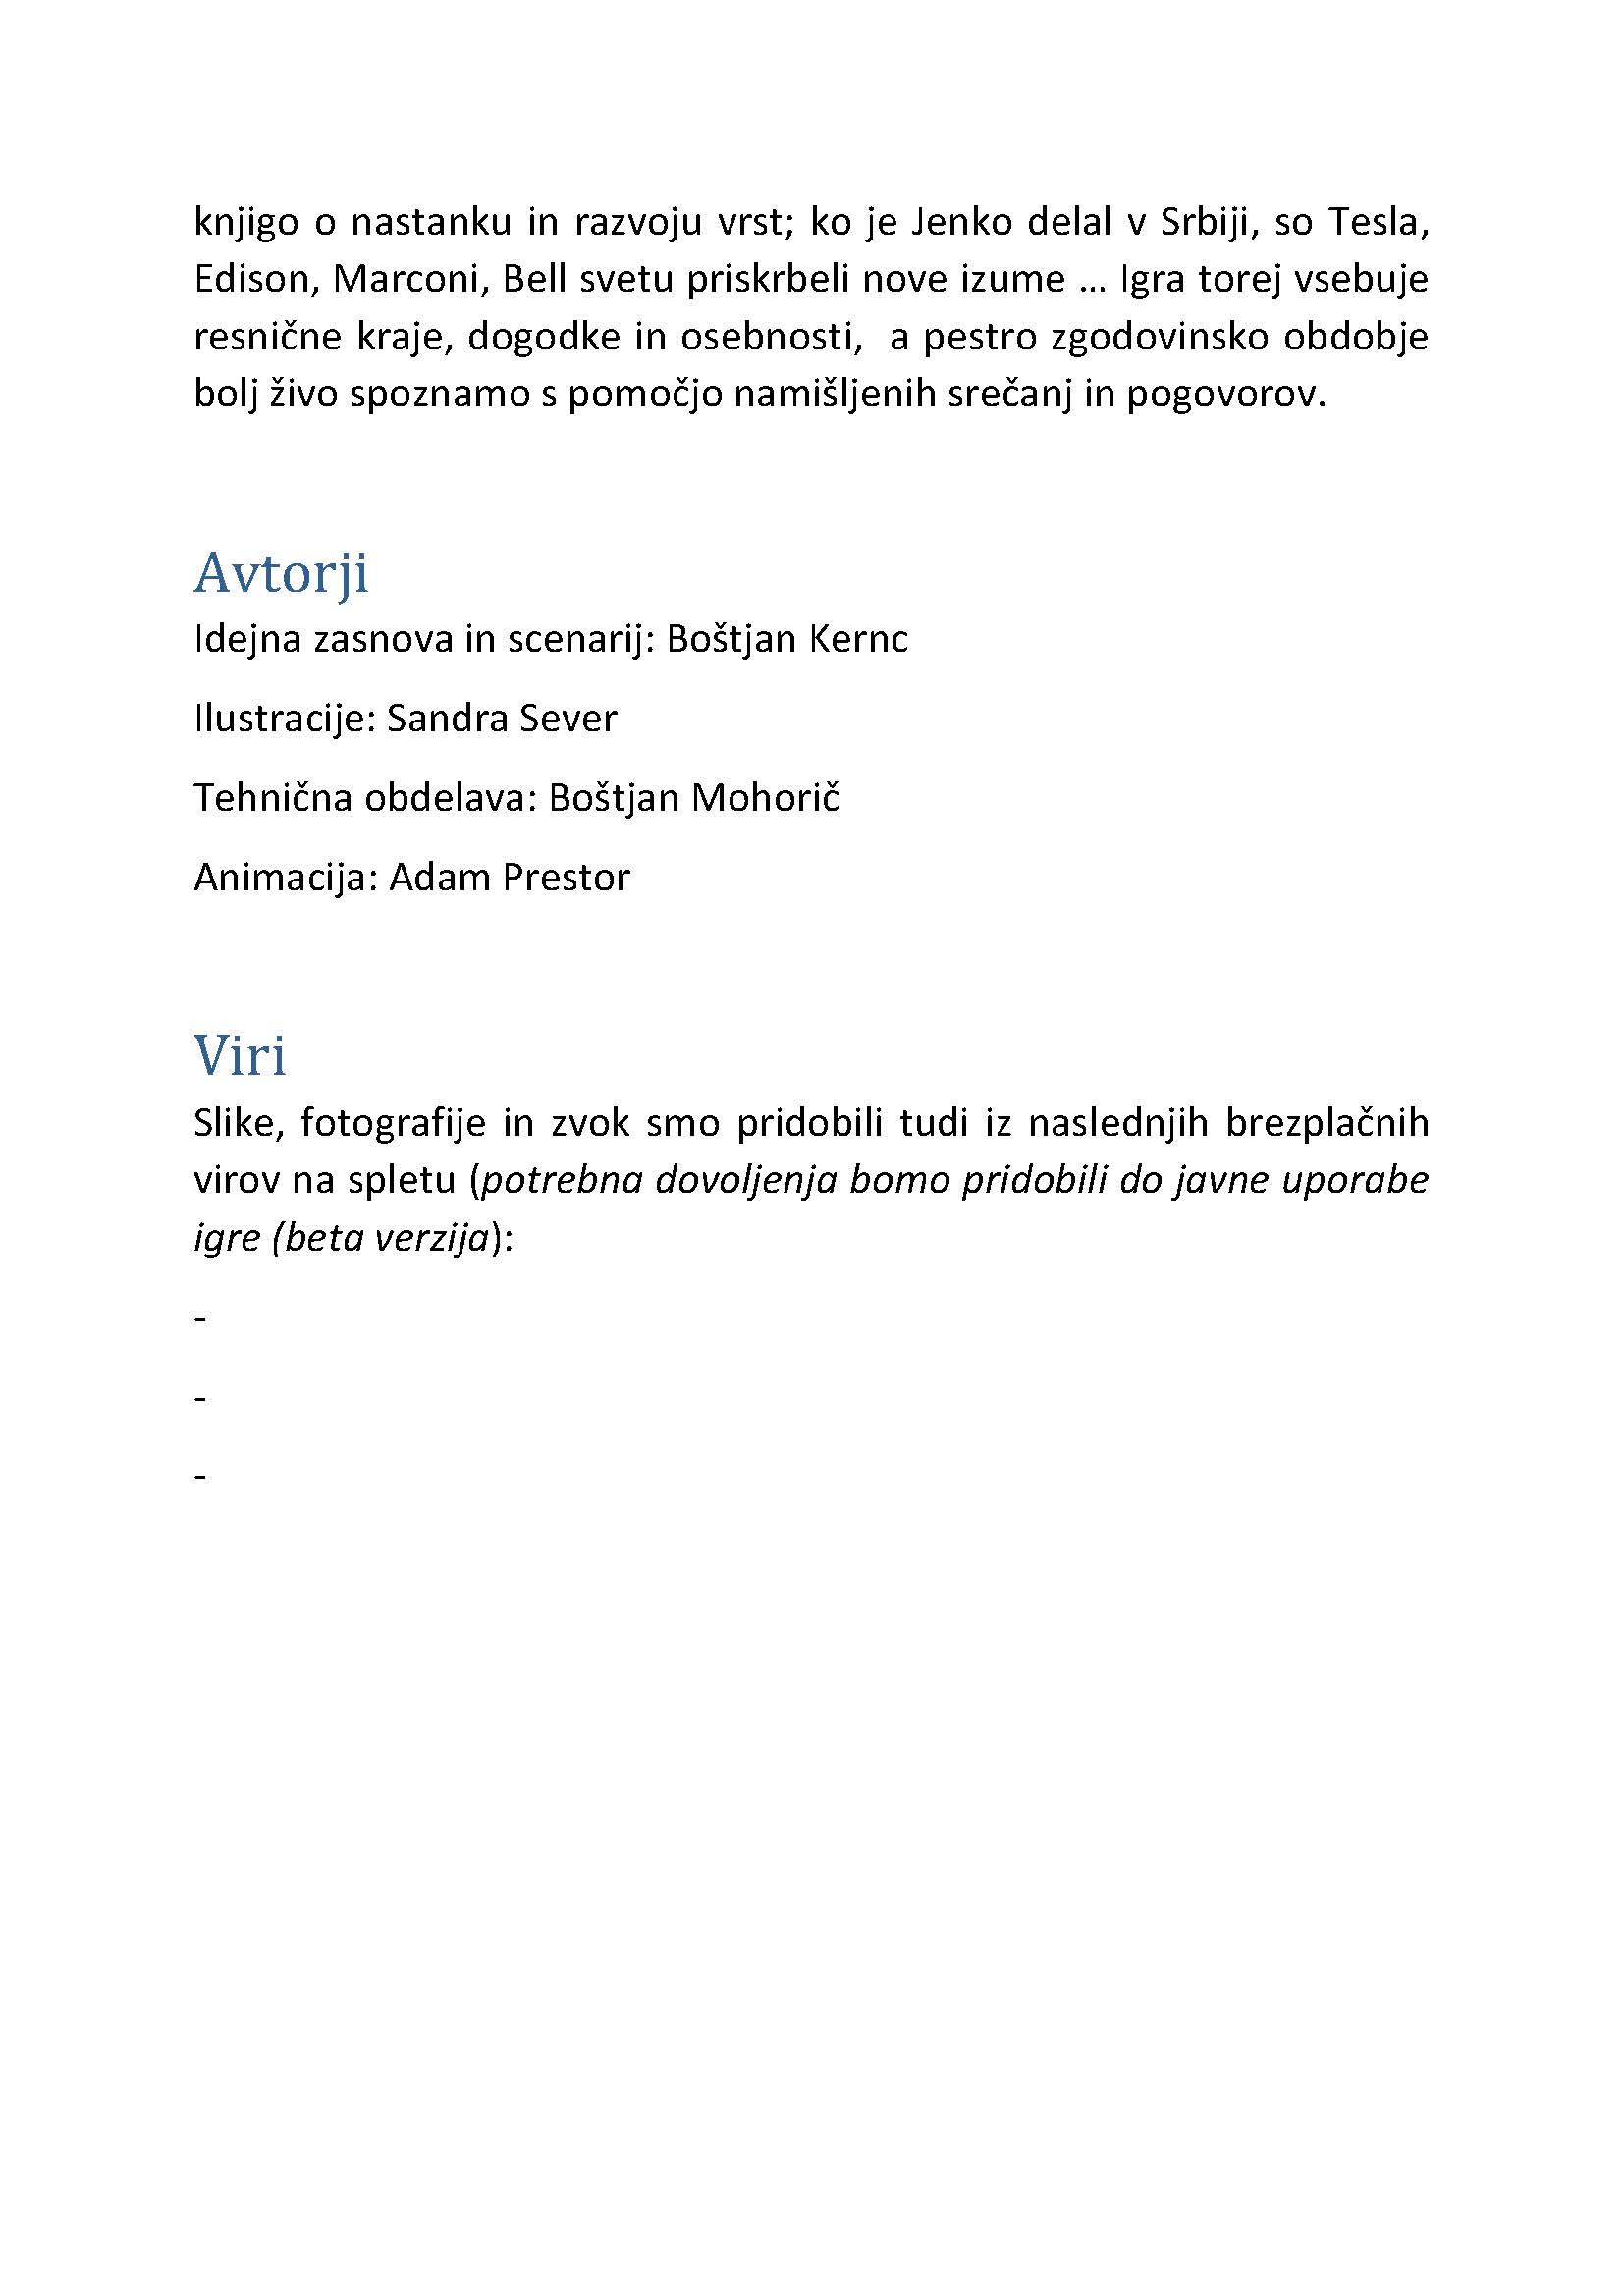 knjigo o nastanku in razvoju vrst; ko je Jenko delal v Srbiji, so Tesla,
Edison, Marconi, Bell svetu priskrbeli nove izume … Igra torej vsebuje
resnične kraje, dogodke in osebnosti,  a pestro zgodovinsko obdobje
bolj živo spoznamo s pomočjo namišljenih srečanj in pogovorov.
Avtorji
Idejna zasnova in scenarij: Boštjan Kernc
Ilustracije: Sandra Sever
Tehnična obdelava: Boštjan Mohorič
Animacija: Adam Prestor
Viri
Slike, fotografije in zvok smo pridobili tudi iz naslednjih brezplačnih
virov na spletu (potrebna dovoljenja bomo pridobili do javne uporabe
igre (beta verzija):
-
-
-